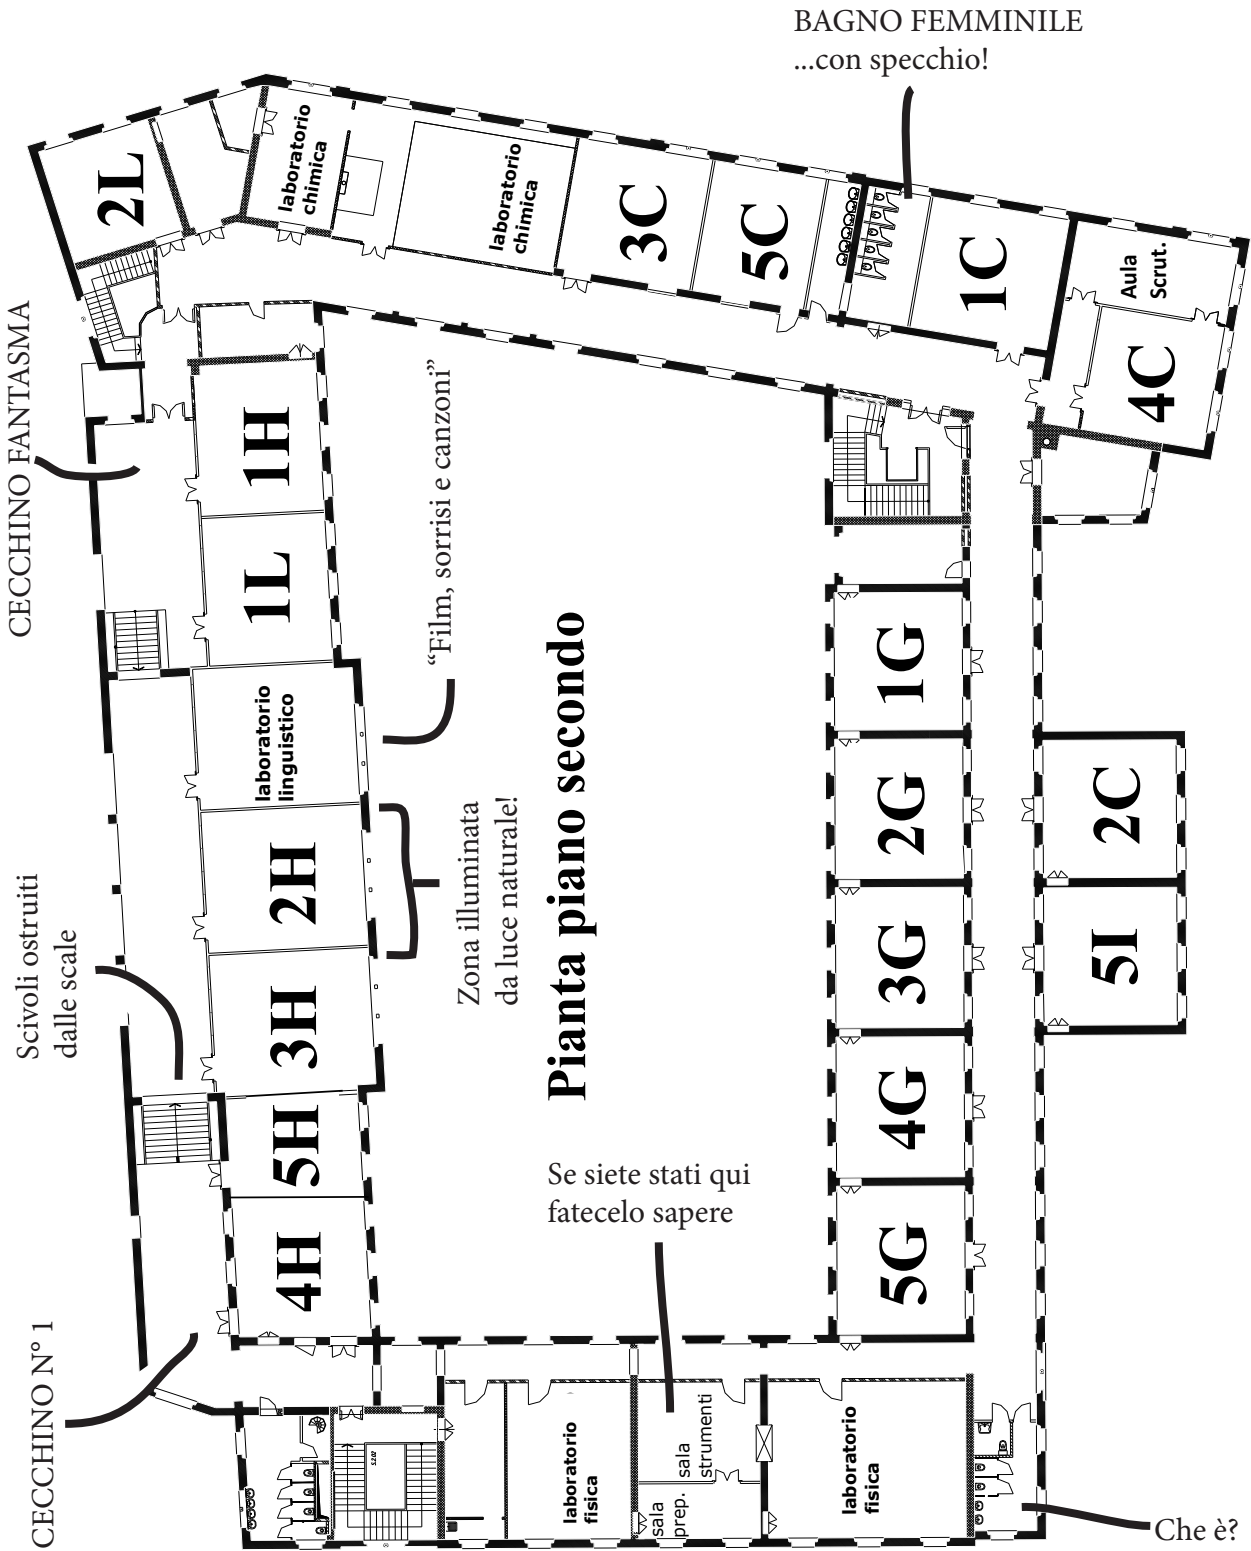 BAGNO FEMMINILE
...con specchio!
2L
laboratorio
chimica
laboratorio
chimica
3C
5C
1C
Aula
Scrut.
4C
CECCHINO FANTASMA
1H
1L
“Film, sorrisi e canzoni”
laboratorio
linguistico
2H
Zona illuminata
da luce naturale!
Scivoli ostruiti
dalle scale
3H
5H
4H
CECCHINO N° 1
Pianta piano secondo
1G
2G
3G
4G
5G
2C
5I
Se siete stati qui
fatecelo sapere
laboratorio
fisica
sala
strumenti
sala
prep.
laboratorio
fisica
Che è?